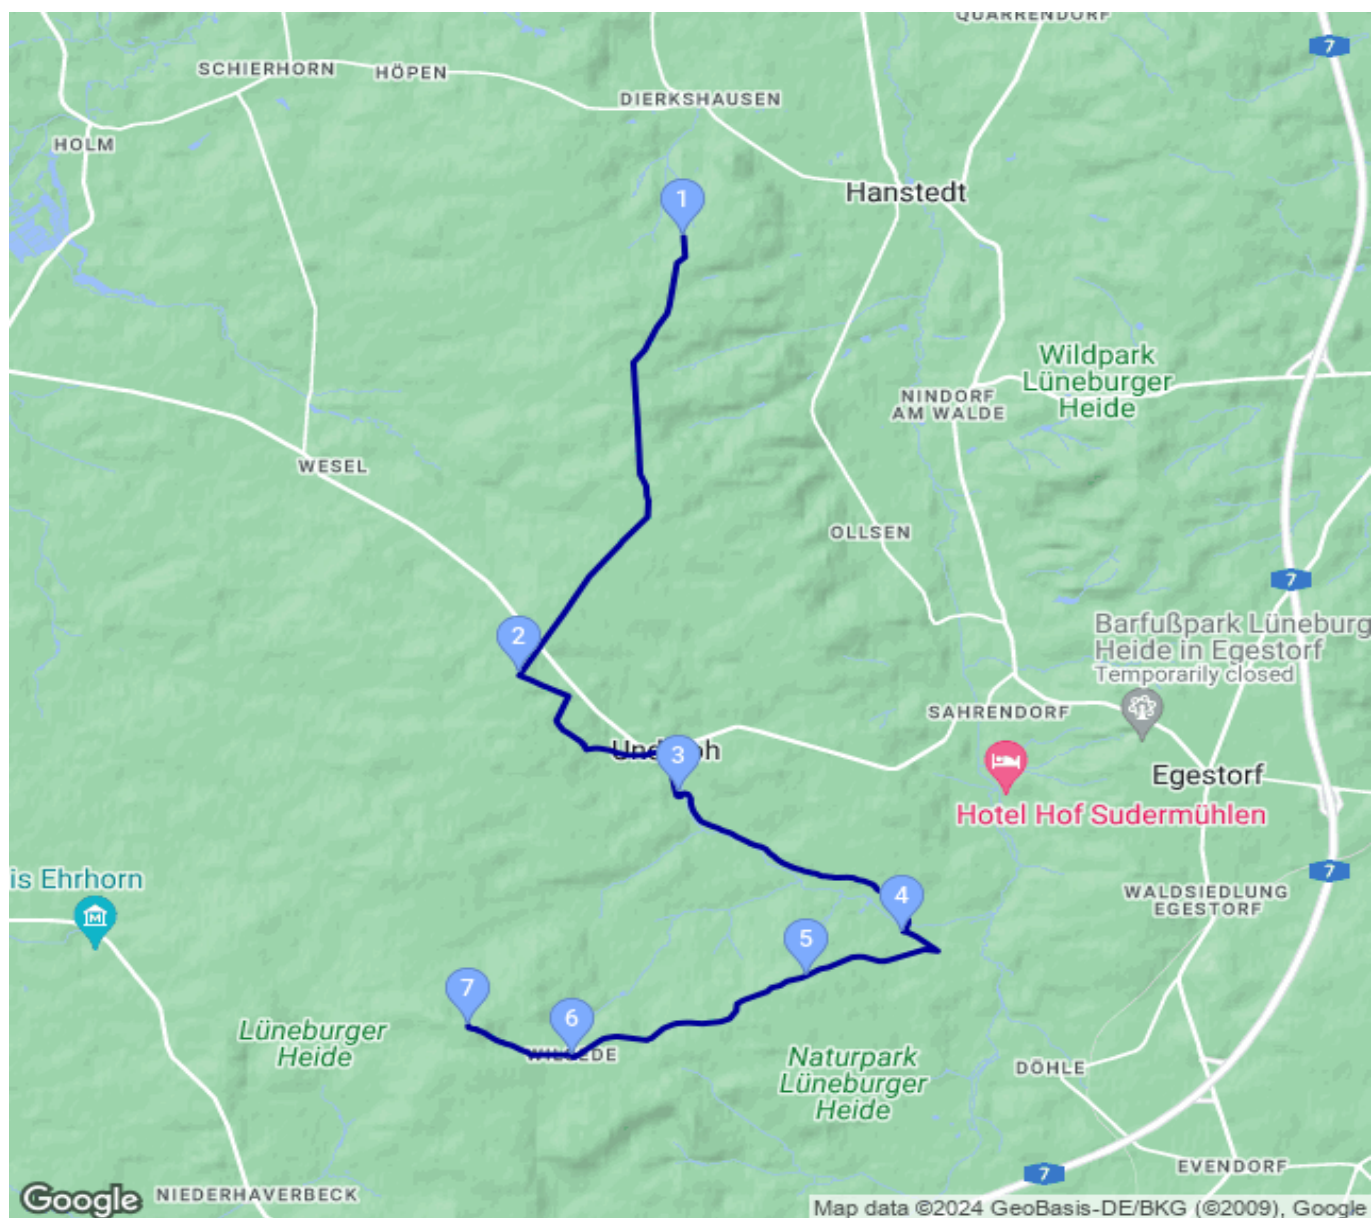 QUARRENDORF
7
SCHIERHORN
HÖPEN
DIERKSHAUSEN
HOLM
1
Hanstedt
Wildpark
Lüneburger
Heide
NINDORF
AM WALDE
WESEL
OLLSEN
7
2
Barfußpark Lüneburg
Heide in Egestorf
Temporarily closed
SAHRENDORF
3
Egestorf
Hotel Hof Sudermühlen
is Ehrhorn
7
WALDSIEDLUNG
EGESTORF
4
5
7
6
Lüneburger
Heide
Naturpark
Lüneburger
Heide
DÖHLE
7
EVENDORF
Google
NIEDERHAVERBECK
Map data ©2024 GeoBasis-DE/BKG (©2009), Google